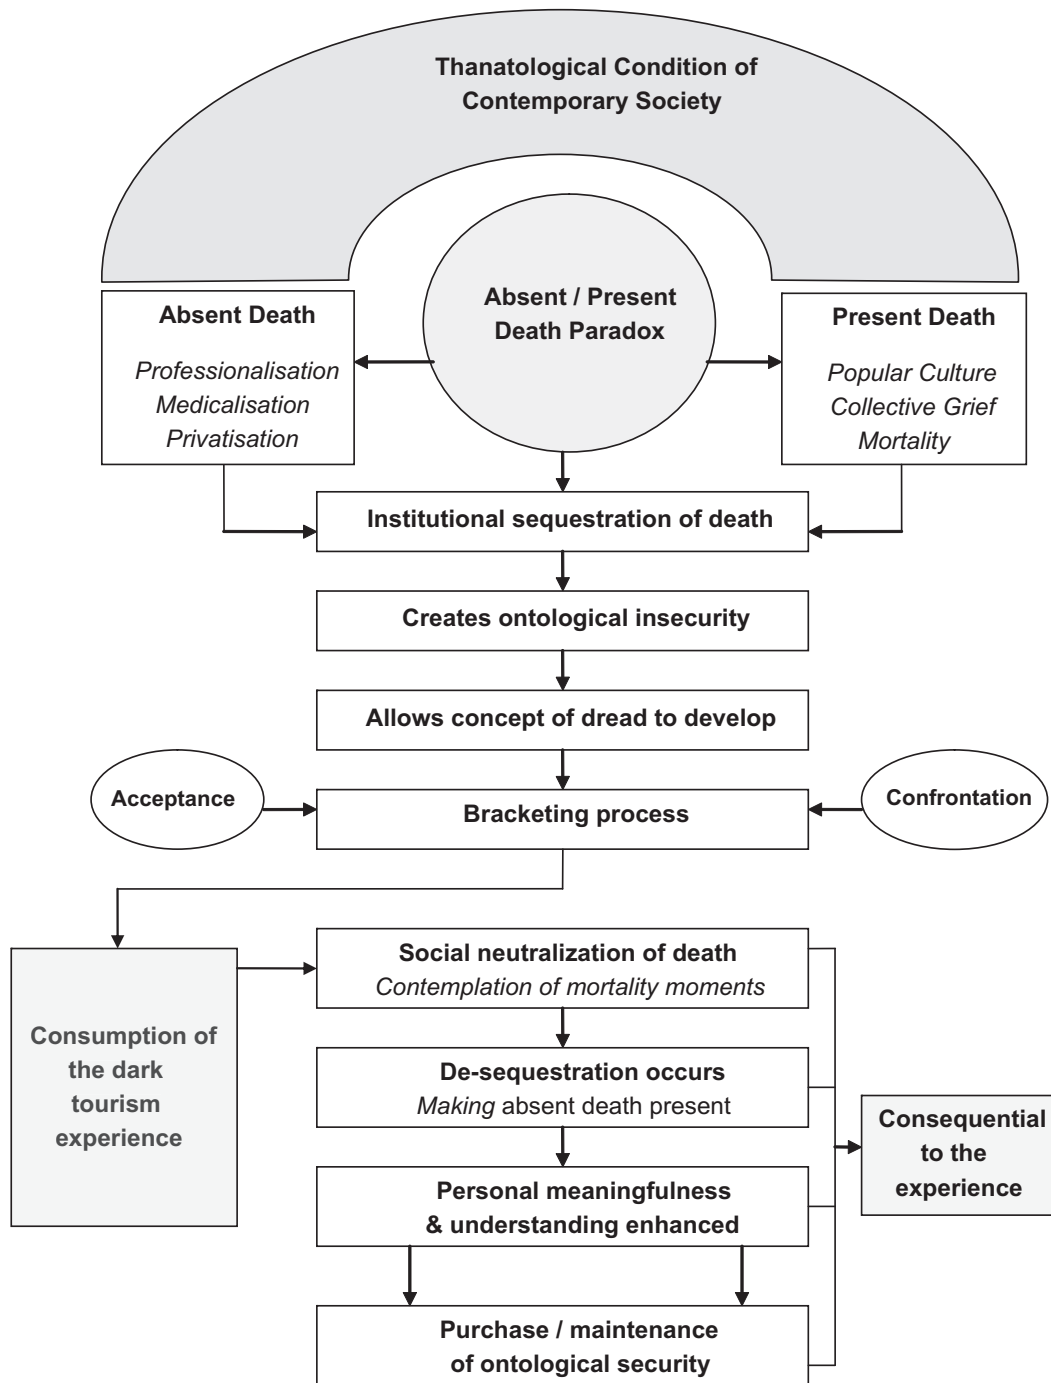 Thanatological Condition of
Contemporary Society
Absent / Present
Death Paradox
Absent Death
Professionalisation
Medicalisation
Privatisation
Present Death
Popular Culture
Collective Grief
Mortality
Institutional sequestration of death
Creates ontological insecurity
Allows concept of dread to develop
Acceptance
Bracketing process
Confrontation
Consumption of
the dark
tourism
experience
Social neutralization of death
Contemplation of mortality moments
De-sequestration occurs
Making absent death present
Personal meaningfulness
& understanding enhanced
Purchase / maintenance
of ontological security
Consequential
to the
experience